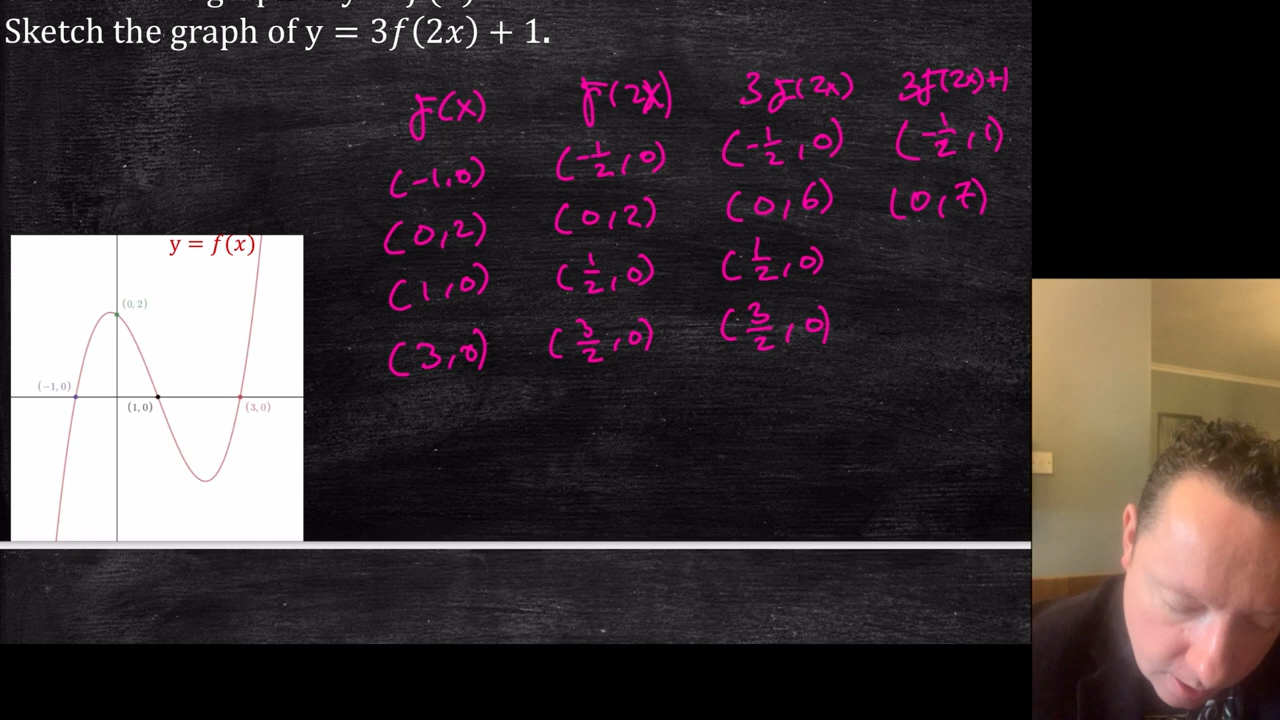 Sketch the graph of y = 3f(2x) + 1.
f(x) f(2x) 3f(2x) 3f(2x)+1
(-1,0) (-1/2,0) (-1/2,0) (-1/2,1)
(0,2) (0,2) (0,6) (0,7)
(1,0) (1/2,0) (1/2,0)
(3,0) (3/2,0) (3/2,0)
y = f(x)
(0, 2)
(−1, 0)
(1, 0) (3, 0)